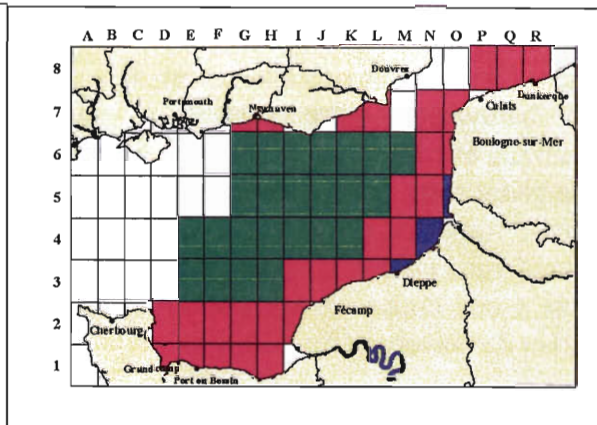 A B C D E F G H I J K L M N O P Q R
8
Douvres
Dunkerque
Portsmouth
Calais
7
Newhaven
Boulogne-sur-Mer
6
5
4
Dieppe
3
Fécamp
2
Cherbourg
Grandcamp
1
Port en Bessin